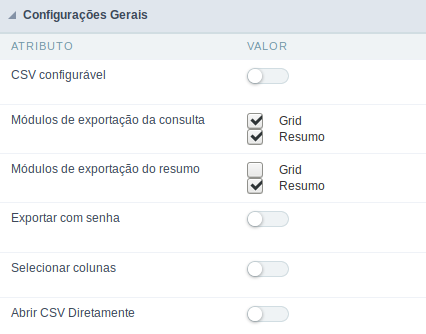 Configurações Gerais
ATRIBUTO VALOR
CSV configurável
Módulos de exportação da consulta Grid
Resumo
Módulos de exportação do resumo Grid
Resumo
Exportar com senha
Selecionar colunas
Abrir CSV Diretamente